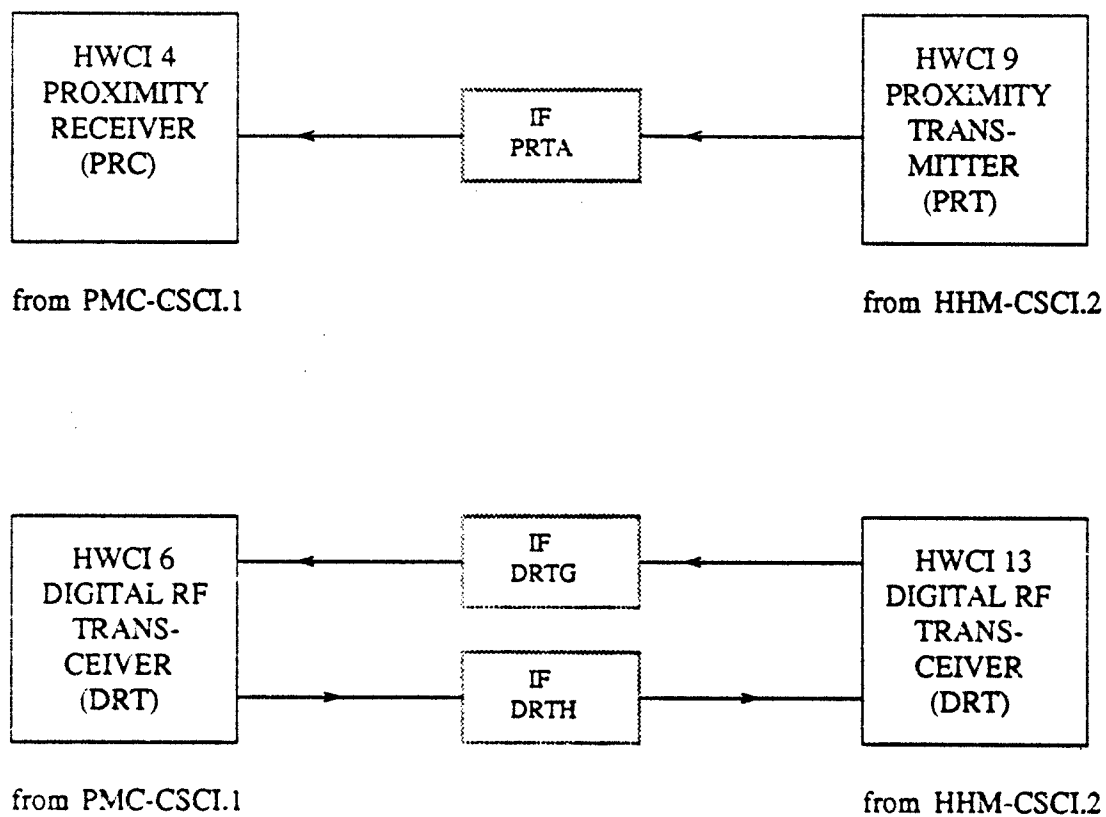 HWCI 4
PROXIMITY
RECEIVER
(PRC)
IF
PRTA
HWCI 9
PROXIMITY
TRANS-
MITTER
(PRT)
from PMC-CSCI.1
from HHM-CSCI.2
HWCI 6
DIGITAL RF
TRANS-
CEIVER
(DRT)
IF
DRTG
IF
DRTH
HWCI 13
DIGITAL RF
TRANS-
CEIVER
(DRT)
from PMC-CSCI.1
from HHM-CSCI.2